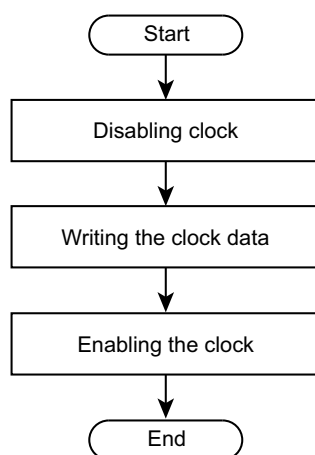 Start
Disabling clock
Writing the clock data
Enabling the clock
End